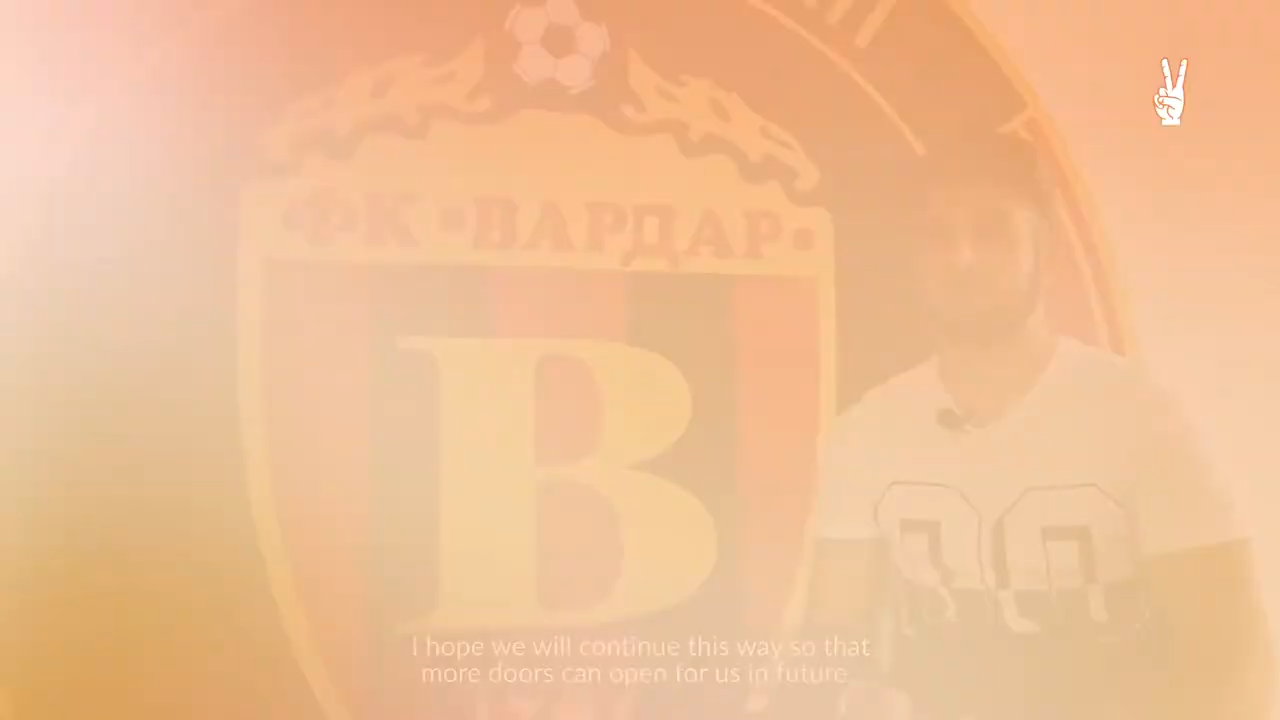 ФК •ВАРДАР•
В
I hope we will continue this way so that
more doors can open for us in future